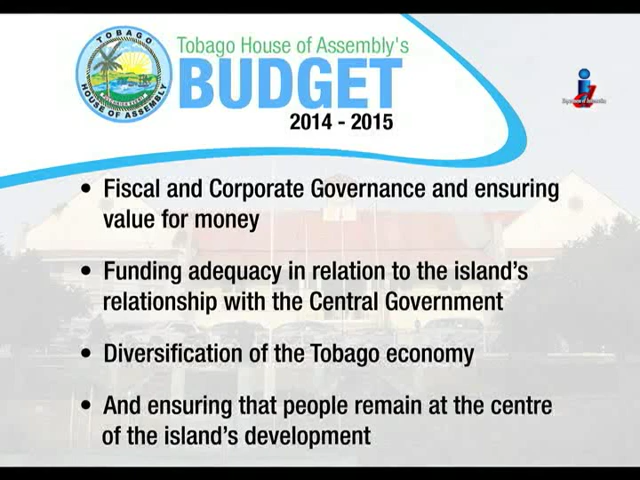 TOBAGO
HOUSE OF ASSEMBLY
Tobago House of Assembly's
BUDGET
2014 - 2015
• Fiscal and Corporate Governance and ensuring
value for money
• Funding adequacy in relation to the island's
relationship with the Central Government
• Diversification of the Tobago economy
• And ensuring that people remain at the centre
of the island's development